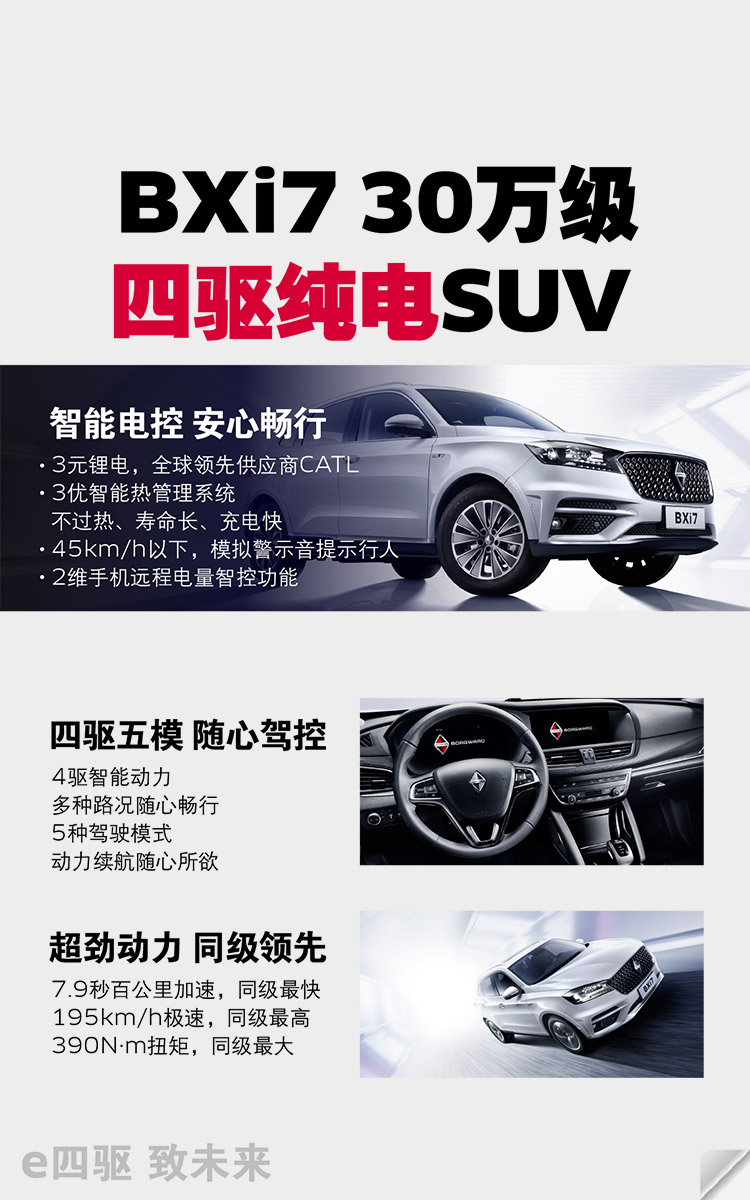 BXi7 30万级
四驱纯电SUV
智能电控 安心畅行
· 3元锂电，全球领先供应商CATL
· 3优智能热管理系统
不过热、寿命长、充电快
· 45km/h以下，模拟警示音提示行人
· 2维手机远程电量智控功能
BXi7
四驱五模 随心驾控
4驱智能动力
多种路况随心畅行
5种驾驶模式
动力续航随心所欲
BORGWARD
BORGWARD
超劲动力 同级领先
7.9秒百公里加速，同级最快
195km/h极速，同级最高
390N·m扭矩，同级最大
BXi7
e四驱 致未来